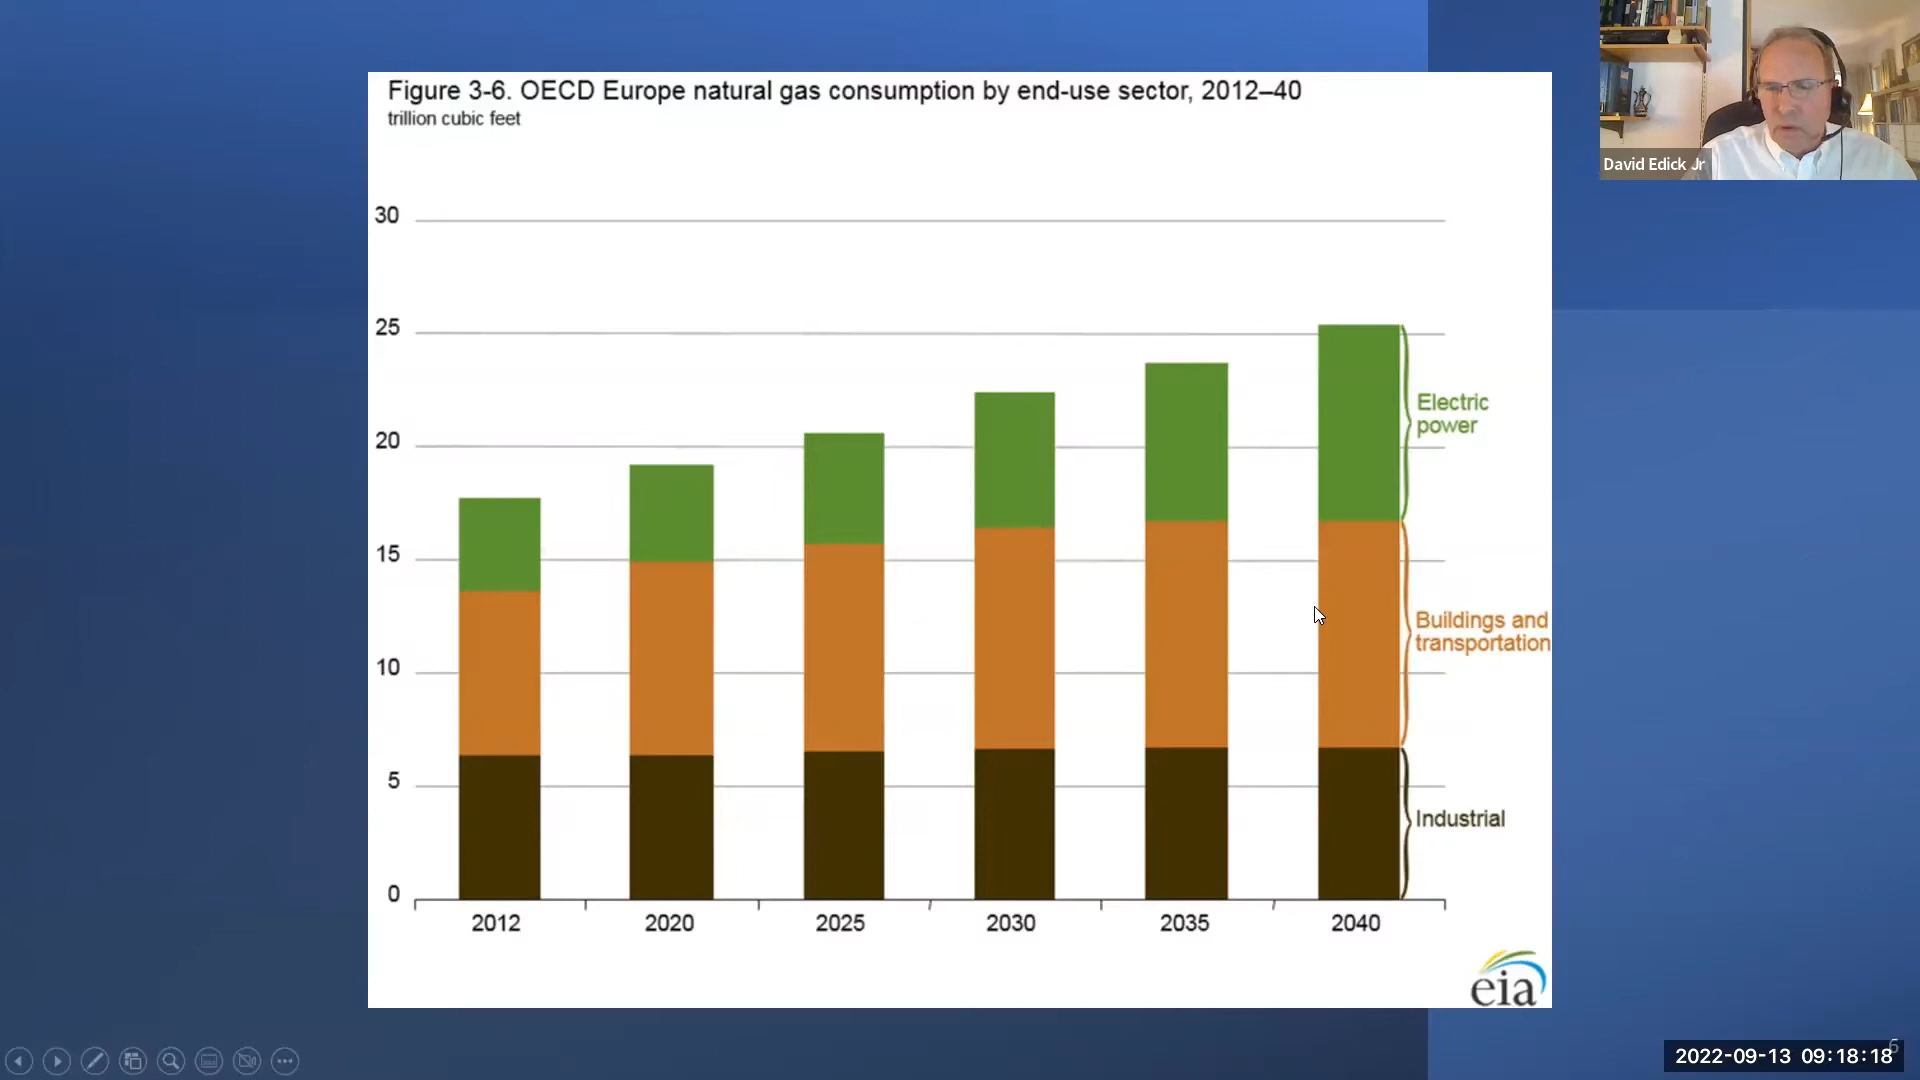 Figure 3-6. OECD Europe natural gas consumption by end-use sector, 2012–40
trillion cubic feet
David Edick Jr
30
25
20
15
10
5
0
Electric
power
Buildings and
transportation
Industrial
2012 2020 2025 2030 2035 2040
eia
6
2022-09-13 09:18:18